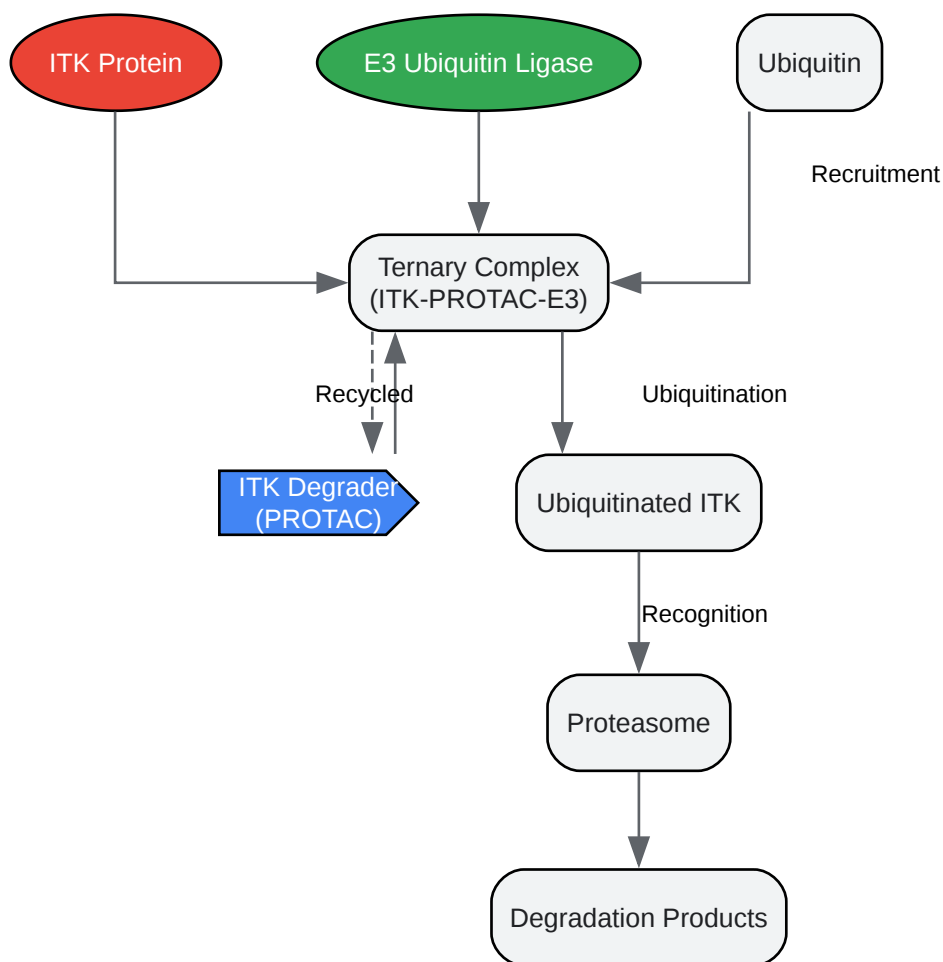 ITK Protein
E3 Ubiquitin Ligase
Ubiquitin
Recruitment
Ternary Complex
(ITK-PROTAC-E3)
Recycled
Ubiquitination
ITK Degrader
(PROTAC)
Ubiquitinated ITK
Recognition
Proteasome
Degradation Products